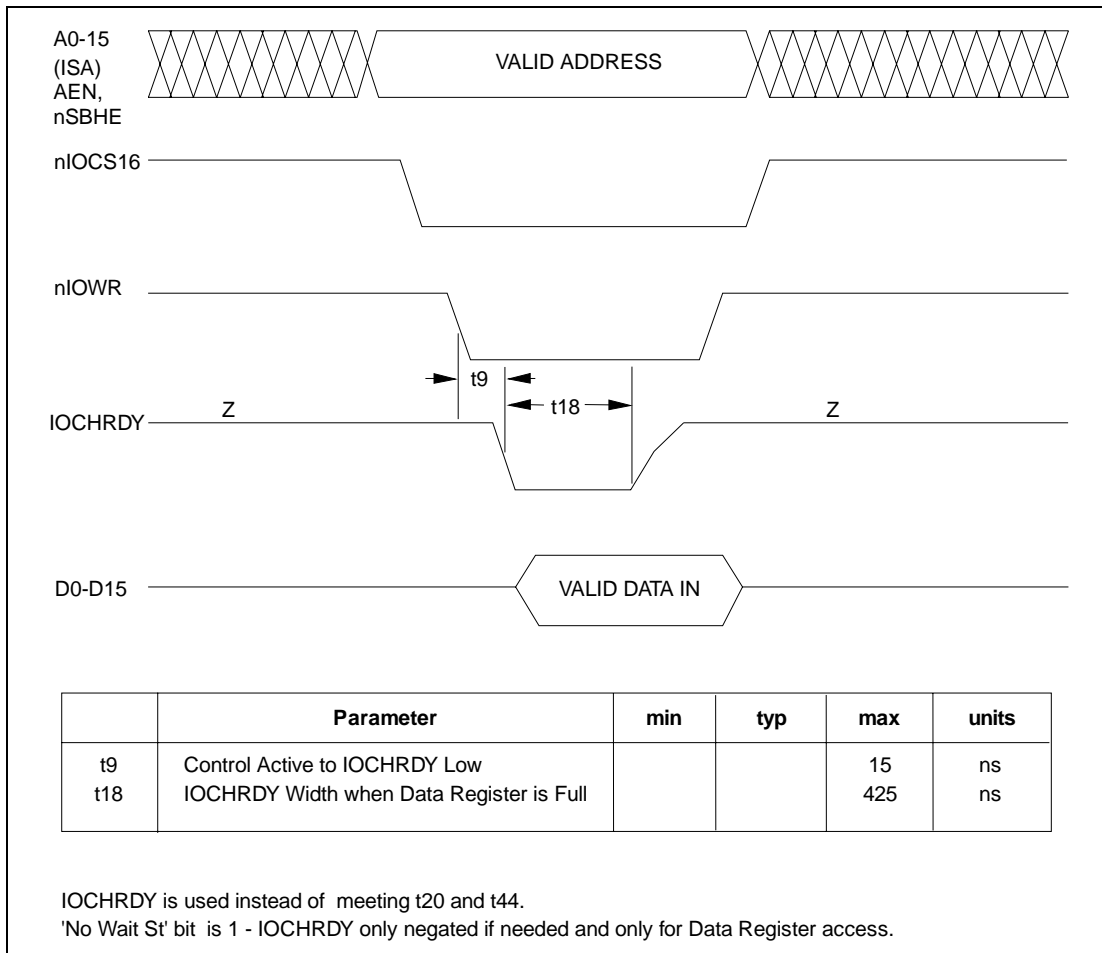 A0-15
(ISA)
AEN,
nSBHE
VALID ADDRESS
nIOCS16
nIOWR
t9
t18
Z
Z
IOCHRDY
D0-D15
VALID DATA IN
Parameter min typ max units
t9 Control Active to IOCHRDY Low 15 ns
t18 IOCHRDY Width when Data Register is Full 425 ns
IOCHRDY is used instead of meeting t20 and t44.
'No Wait St' bit is 1 - IOCHRDY only negated if needed and only for Data Register access.